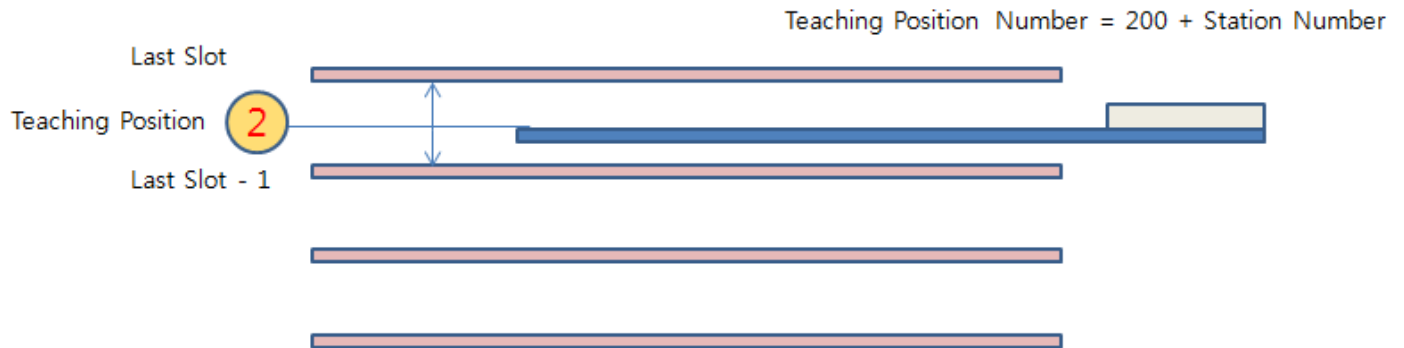 Teaching Position Number = 200 + Station Number
Last Slot
Teaching Position 2
Last Slot - 1